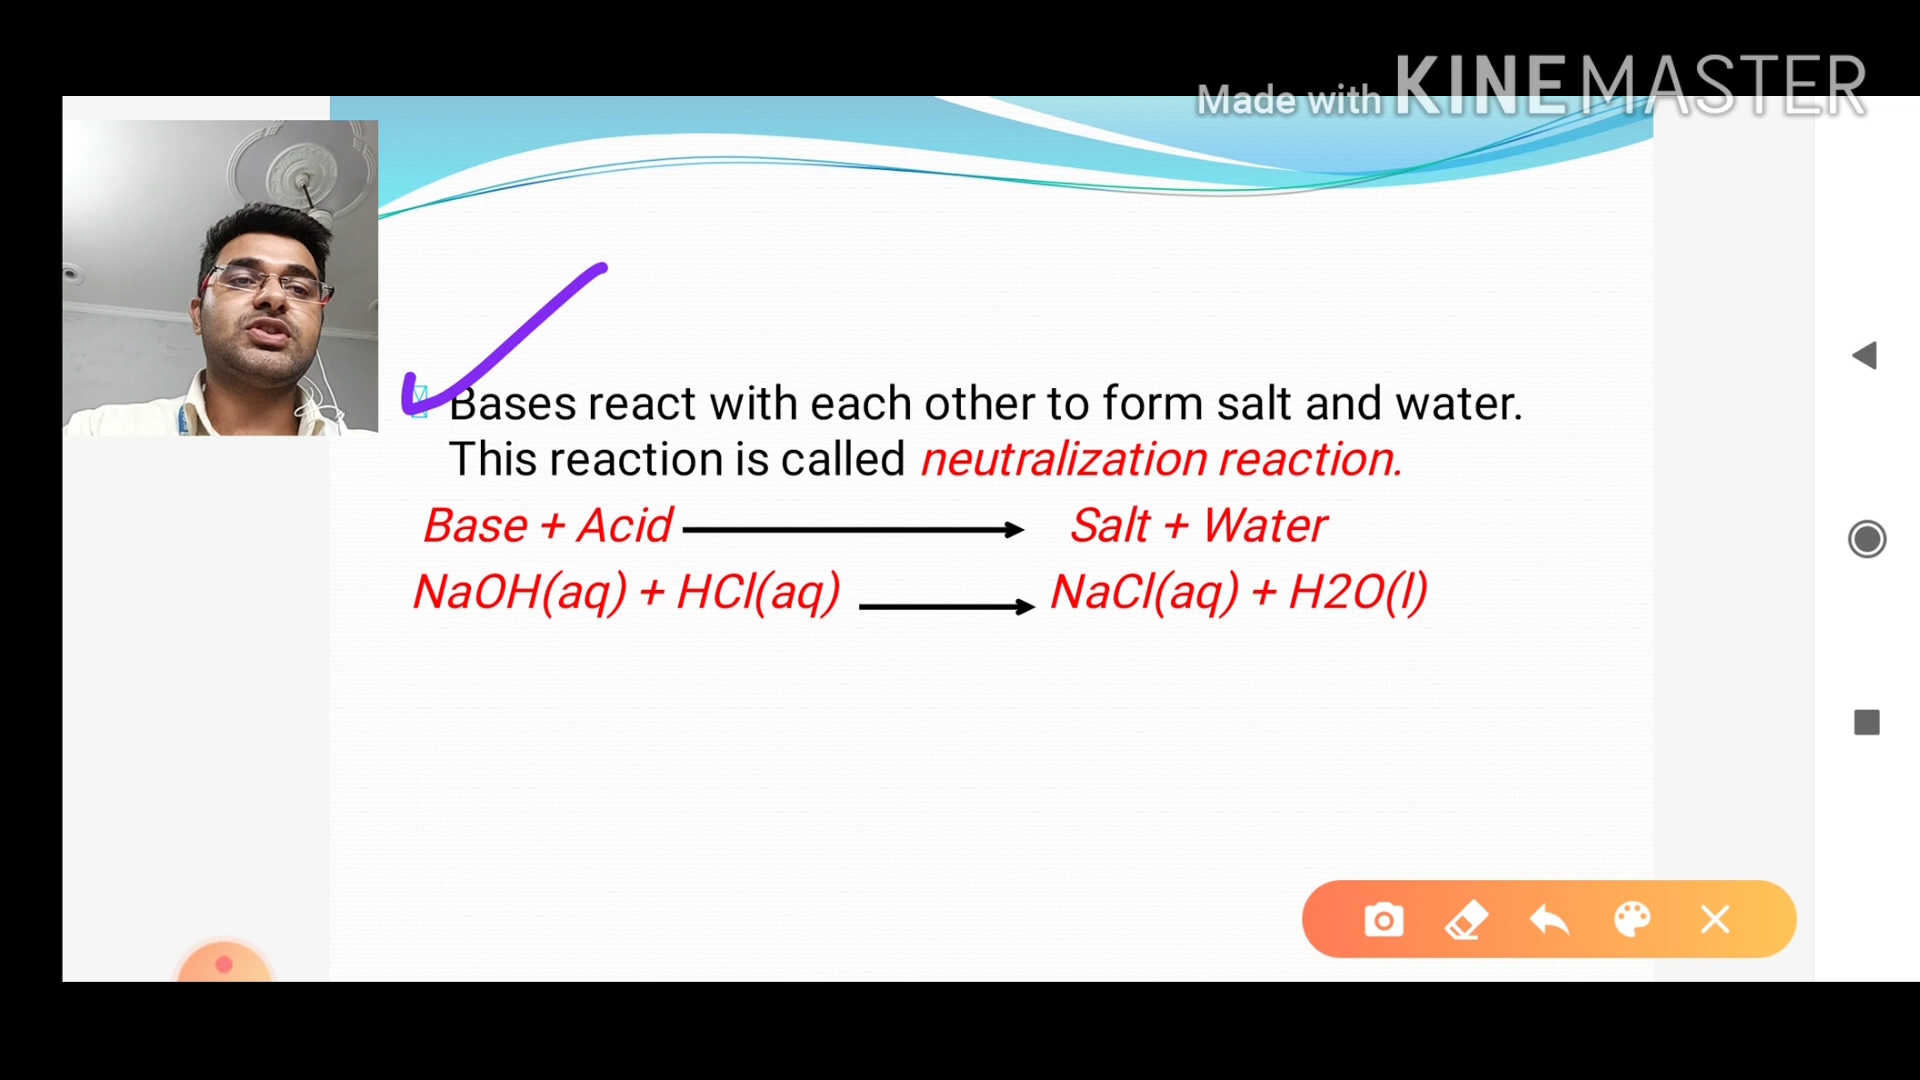 Made with KINEMASTER
Bases react with each other to form salt and water.
This reaction is called neutralization reaction.
Base + Acid Salt + Water
NaOH(aq) + HCl(aq) NaCl(aq) + H2O(l)